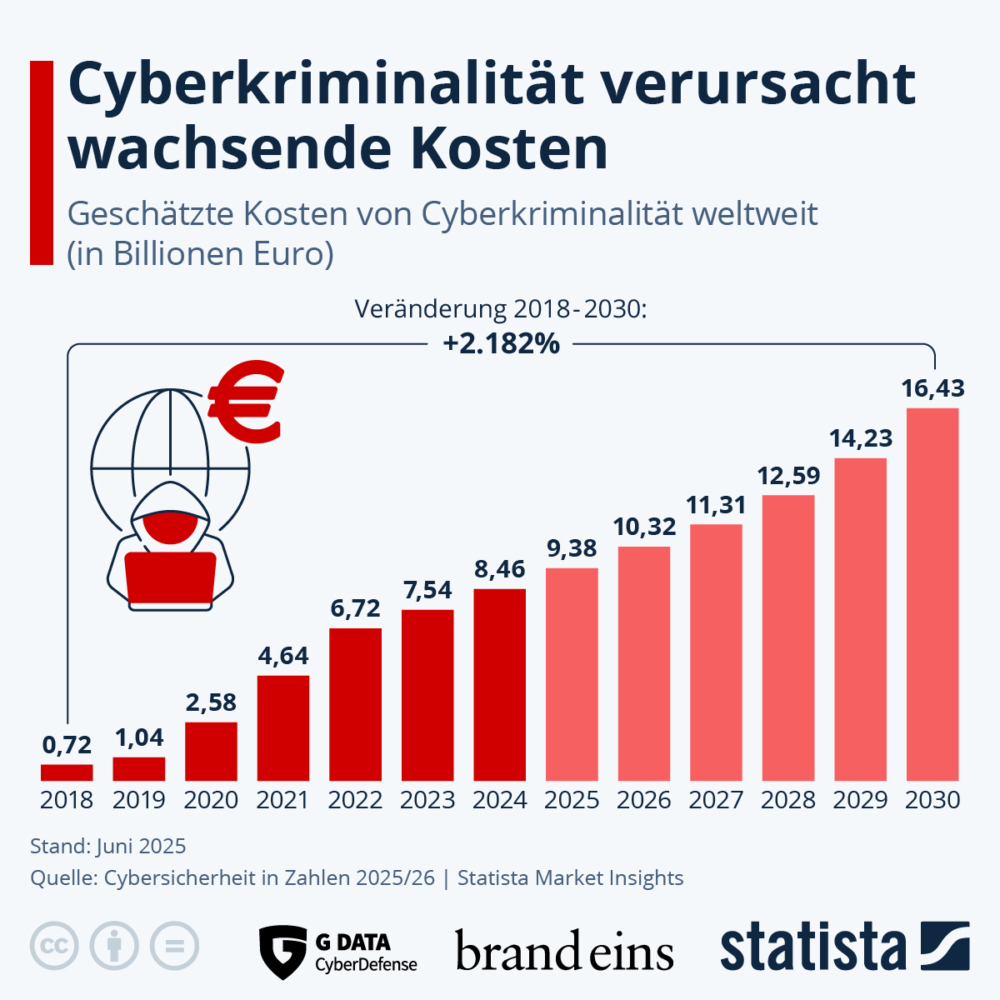 Cyberkriminalität verursacht
wachsende Kosten
Geschätzte Kosten von Cyberkriminalität weltweit
(in Billionen Euro)
Veränderung 2018-2030:
+2.182%
€
0,72
1,04
2,58
4,64
6,72
7,54
8,46
9,38
10,32
11,31
12,59
14,23
16,43
2018 2019 2020 2021 2022 2023 2024 2025 2026 2027 2028 2029 2030
Stand: Juni 2025
Quelle: Cybersicherheit in Zahlen 2025/26 | Statista Market Insights
cc
G DATA
CyberDefense
brand eins
statista